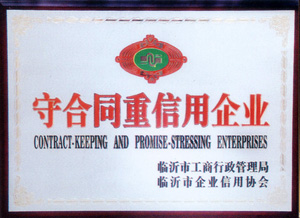 守合同重信用企业
CONTRACT-KEEPING AND PROMISE-STRESSING ENTERPRISES
临沂市工商行政管理局
临沂市企业信用协会